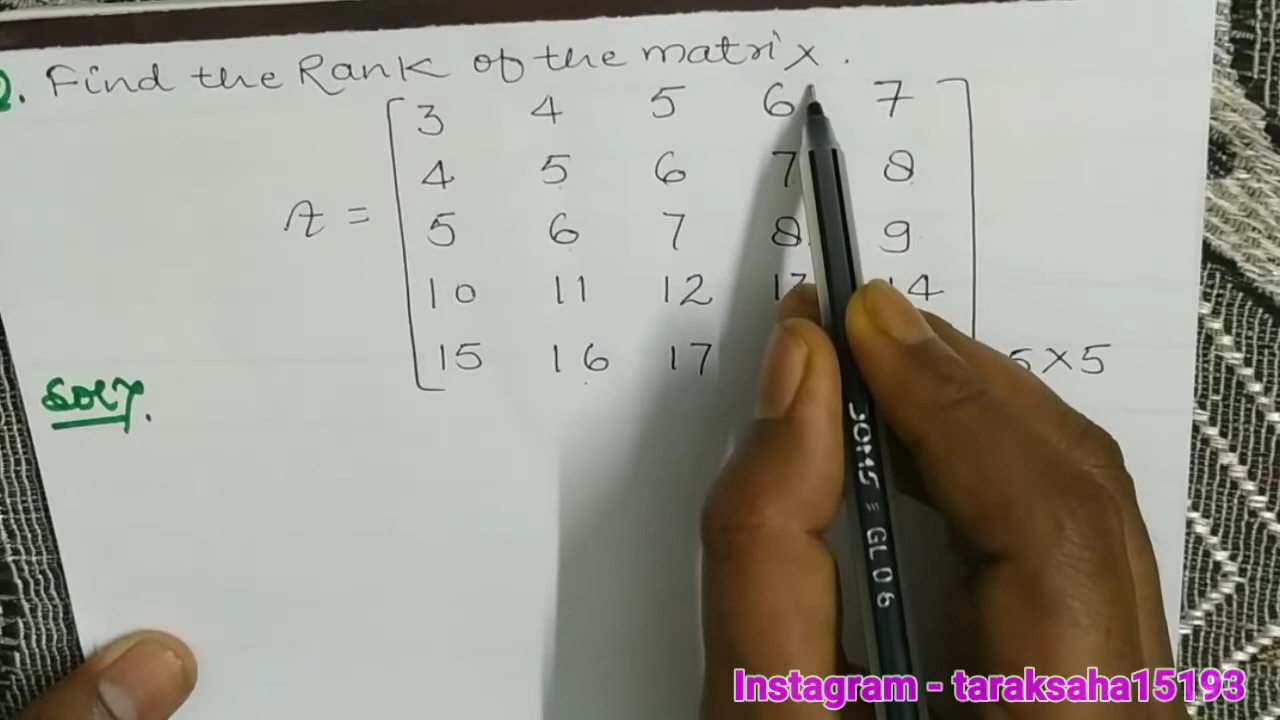 Q. Find the Rank of the matrix.
3 4 5 6 7
4 5 6 7 8
A = 5 6 7 8 9
10 11 12 14
15 16 17 5×5
Soln.
JOMS ≡ GL 06
Instagram - taraksaha15193